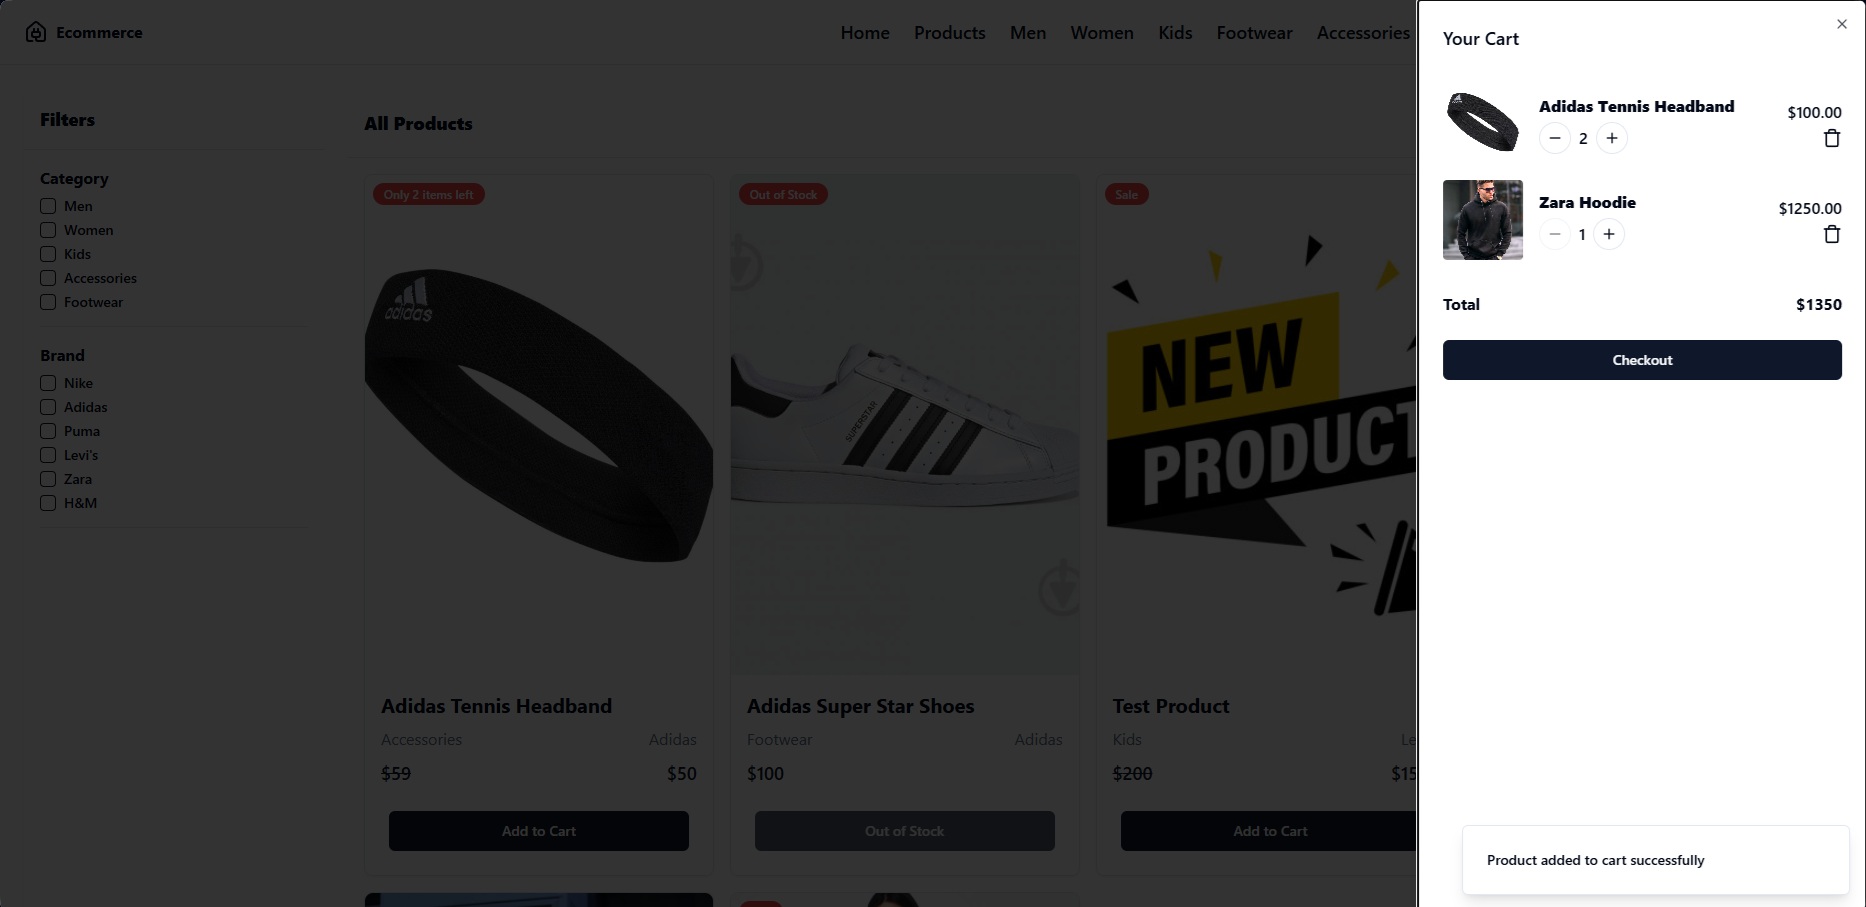 Ecommerce
Home Products Men Women Kids Footwear Accessories
Filters
Category
Men
Women
Kids
Accessories
Footwear
Brand
Nike
Adidas
Puma
Levi's
Zara
H&M
All Products
Only 2 items left
adidas
Adidas Tennis Headband
Accessories Adidas
$59 $50
Add to Cart
Out of Stock
SUPERSTAR
Adidas Super Star Shoes
Footwear Adidas
$100
Out of Stock
Sale
NEW
PRODUCT
Test Product
Kids Le
$200 $15
Add to Cart
Your Cart
Adidas Tennis Headband
$100.00
2
Zara Hoodie
$1250.00
1
Total $1350
Checkout
Product added to cart successfully